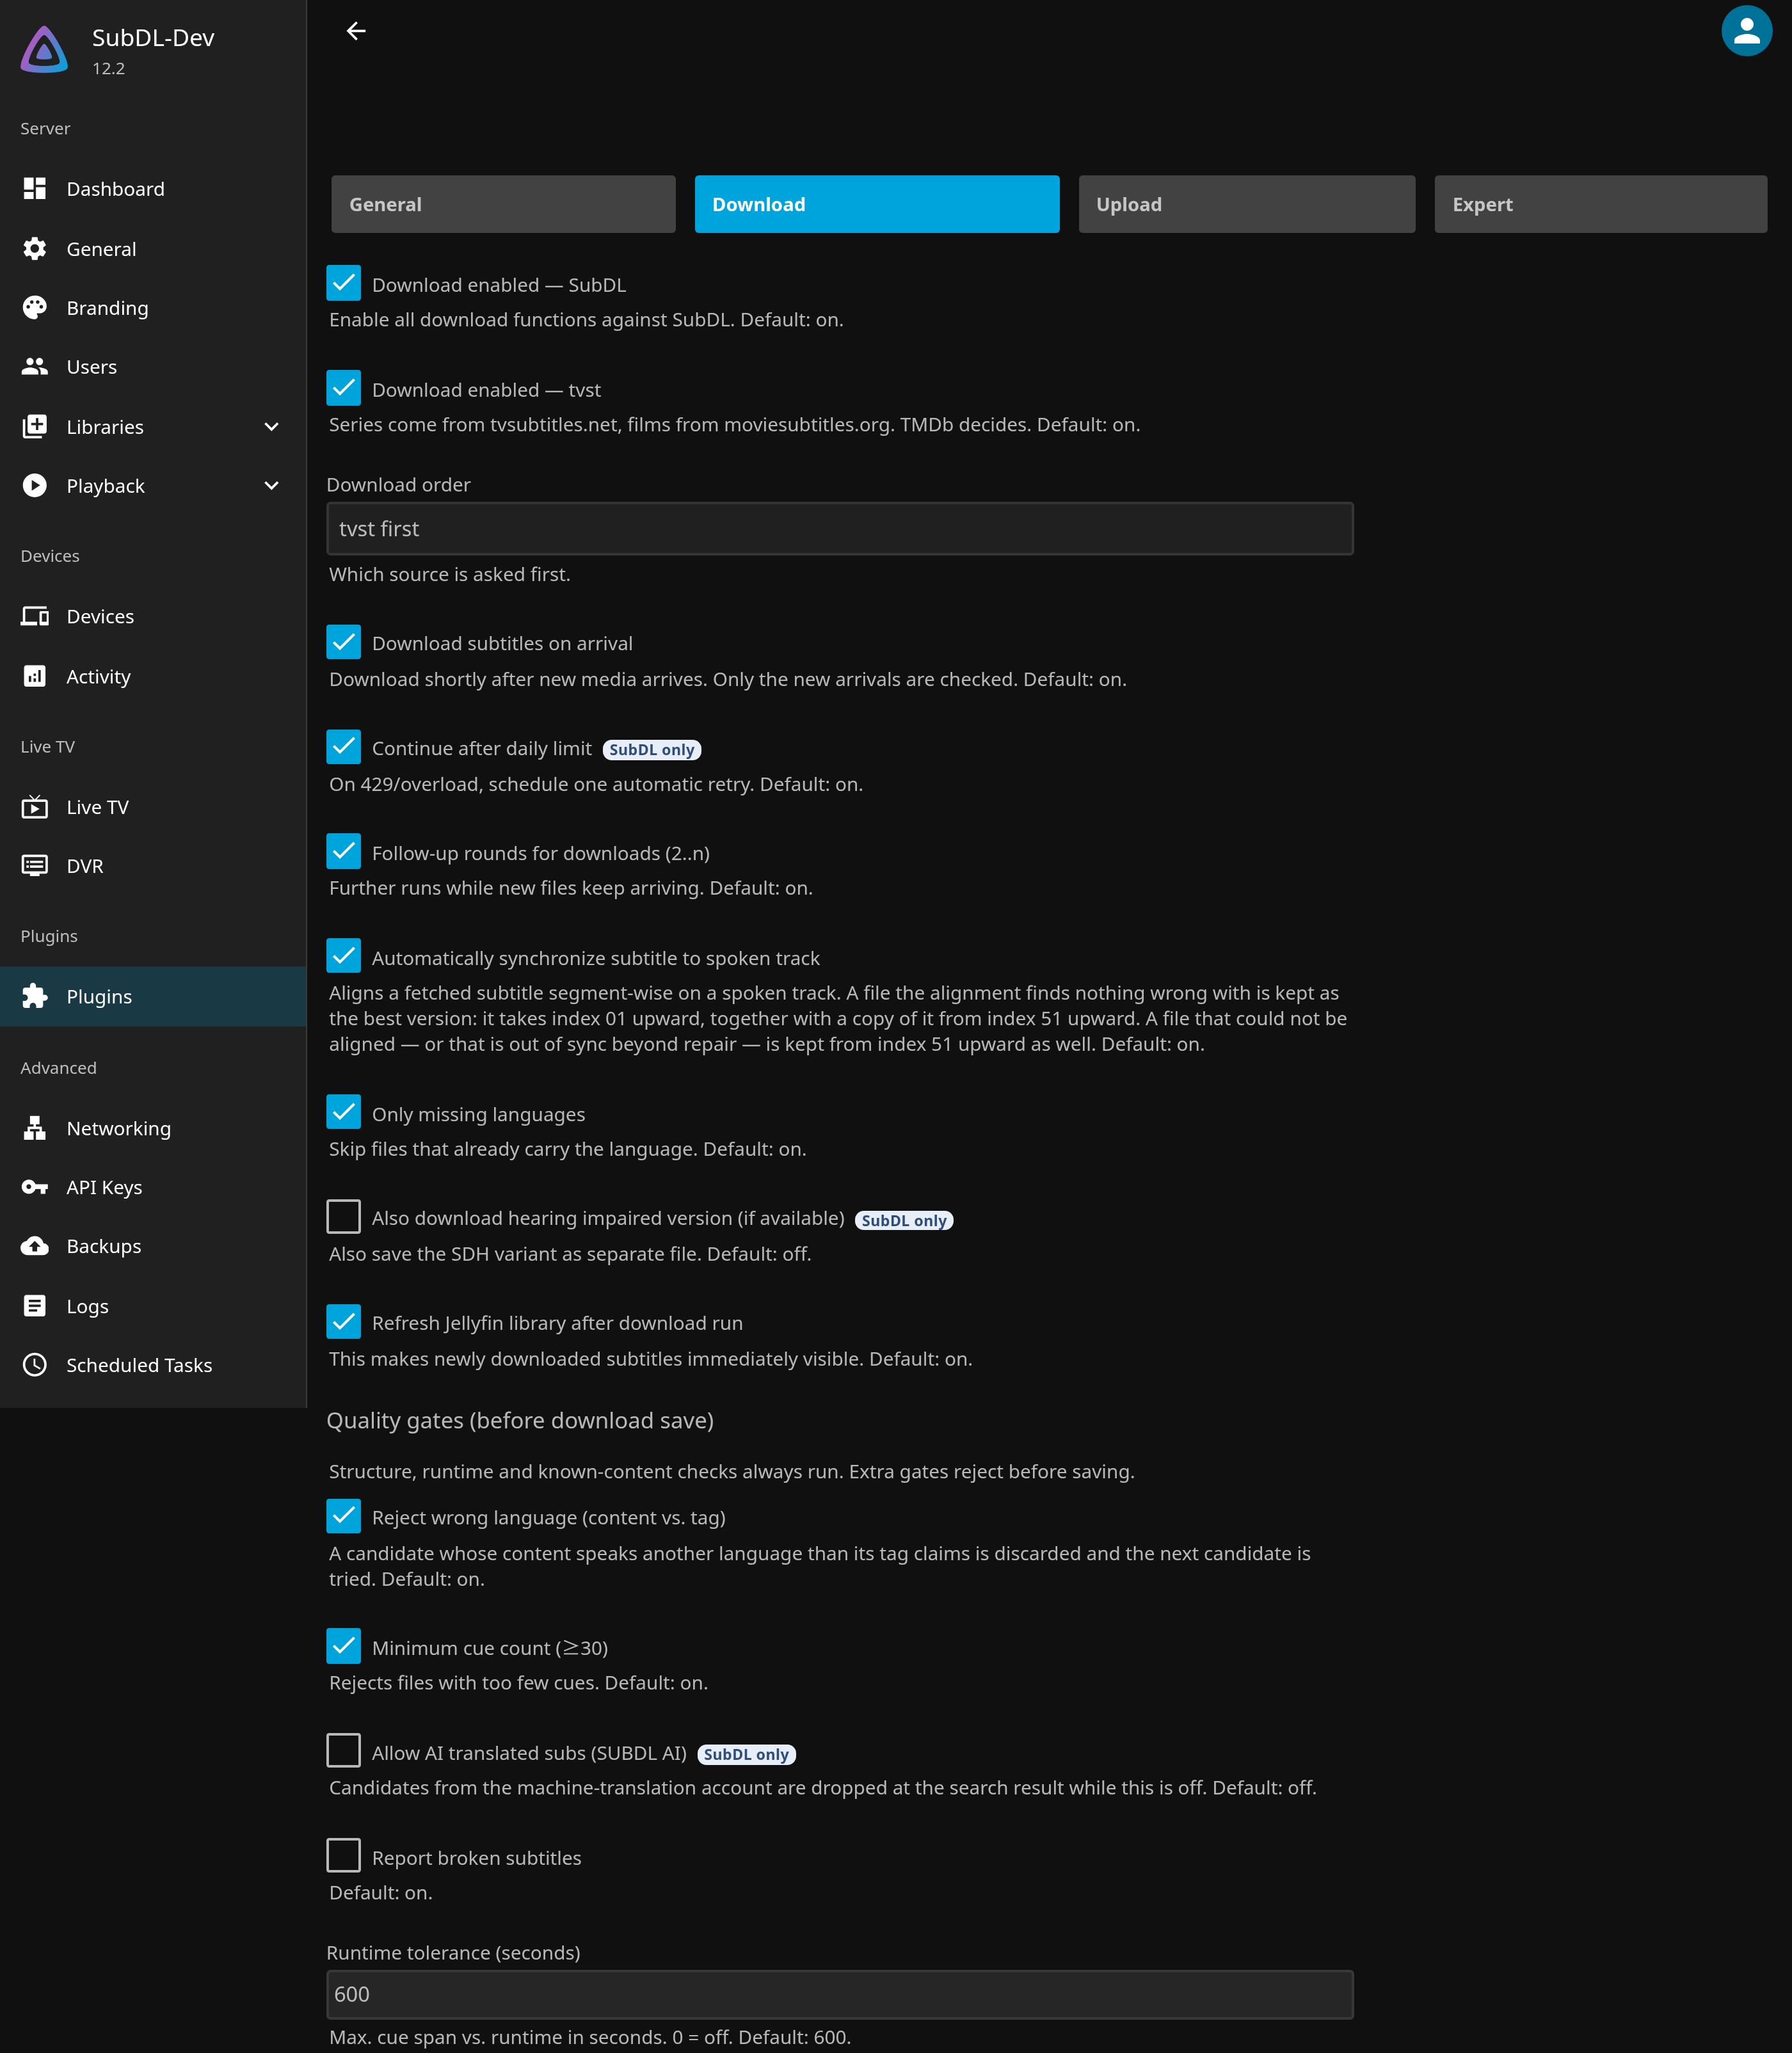 SubDL-Dev
12.2
Server
Dashboard
General
Branding
Users
Libraries
Playback
Devices
Devices
Activity
Live TV
Live TV
DVR
Plugins
Plugins
Advanced
Networking
API Keys
Backups
Logs
Scheduled Tasks
General
Download
Upload
Expert
Download enabled — SubDL
Enable all download functions against SubDL. Default: on.
Download enabled — tvst
Series come from tvsubtitles.net, films from moviesubtitles.org. TMDb decides. Default: on.
Download order
tvst first
Which source is asked first.
Download subtitles on arrival
Download shortly after new media arrives. Only the new arrivals are checked. Default: on.
Continue after daily limit SubDL only
On 429/overload, schedule one automatic retry. Default: on.
Follow-up rounds for downloads (2..n)
Further runs while new files keep arriving. Default: on.
Automatically synchronize subtitle to spoken track
Aligns a fetched subtitle segment-wise on a spoken track. A file the alignment finds nothing wrong with is kept as
the best version: it takes index 01 upward, together with a copy of it from index 51 upward. A file that could not be
aligned — or that is out of sync beyond repair — is kept from index 51 upward as well. Default: on.
Only missing languages
Skip files that already carry the language. Default: on.
Also download hearing impaired version (if available) SubDL only
Also save the SDH variant as separate file. Default: off.
Refresh Jellyfin library after download run
This makes newly downloaded subtitles immediately visible. Default: on.
Quality gates (before download save)
Structure, runtime and known-content checks always run. Extra gates reject before saving.
Reject wrong language (content vs. tag)
A candidate whose content speaks another language than its tag claims is discarded and the next candidate is
tried. Default: on.
Minimum cue count (≥30)
Rejects files with too few cues. Default: on.
Allow AI translated subs (SUBDL AI) SubDL only
Candidates from the machine-translation account are dropped at the search result while this is off. Default: off.
Report broken subtitles
Default: on.
Runtime tolerance (seconds)
600
Max. cue span vs. runtime in seconds. 0 = off. Default: 600.